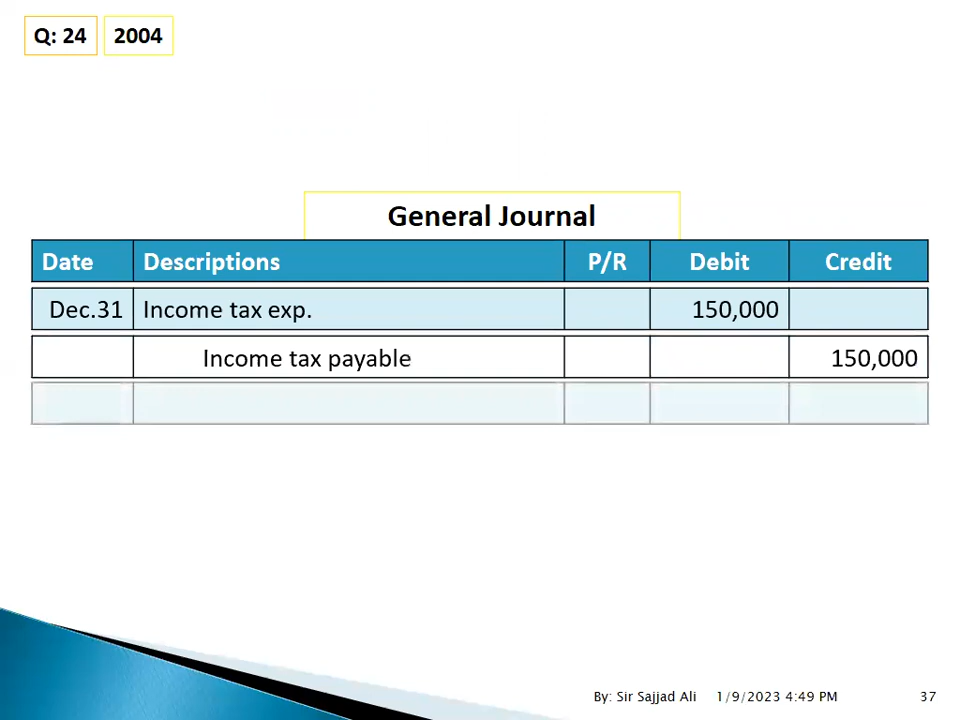 Q: 24 2004
General Journal
Date Descriptions P/R Debit Credit
Dec.31 Income tax exp. 150,000
Income tax payable 150,000
By: Sir Sajjad Ali 1/9/2023 4:49 PM 37